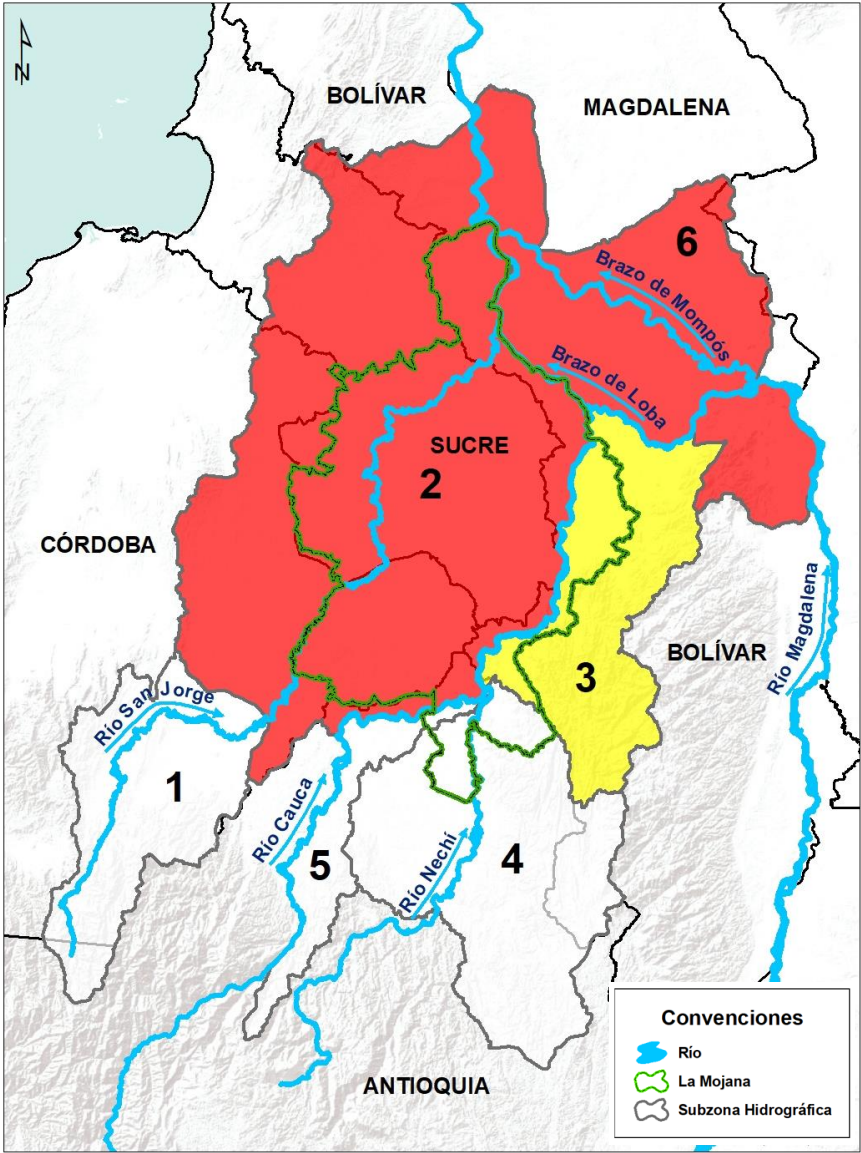 N
BOLÍVAR
MAGDALENA
6
Brazo de Mompós
Brazo de Loba
SUCRE
2
CÓRDOBA
Río Magdalena
BOLÍVAR
3
Río San Jorge
1
Río Cauca
5
Río Nechí
4
ANTIOQUIA
Convenciones
Río
La Mojana
Subzona Hidrográfica